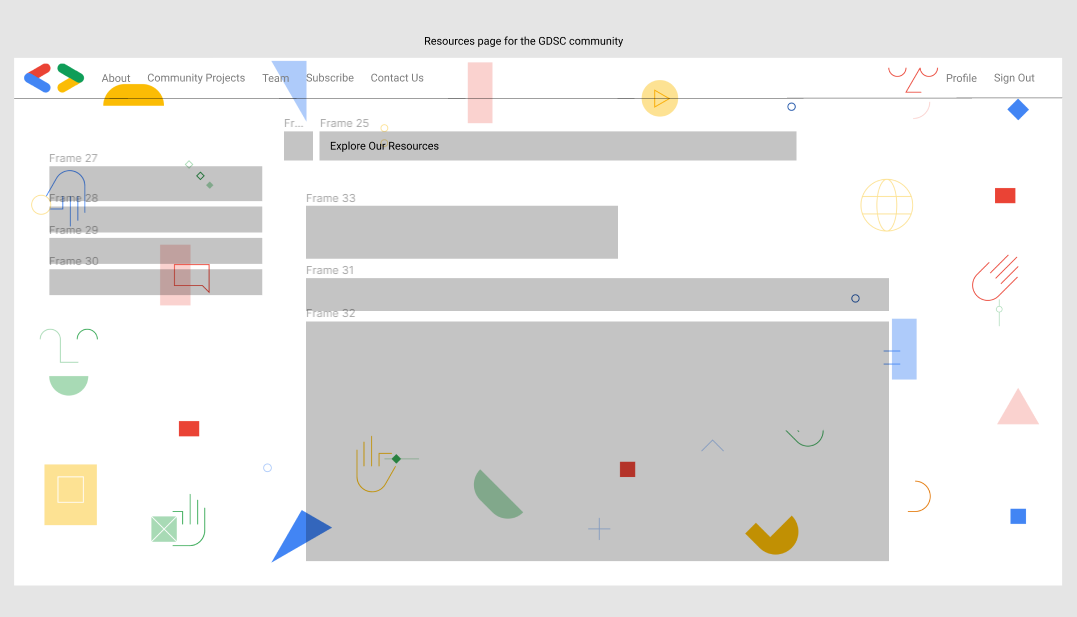 Resources page for the GDSC community
About Community Projects Team Subscribe Contact Us Profile Sign Out
Fr... Frame 25
Explore Our Resources
Frame 27
Frame 28
Frame 29
Frame 30
Frame 33
Frame 31
Frame 32